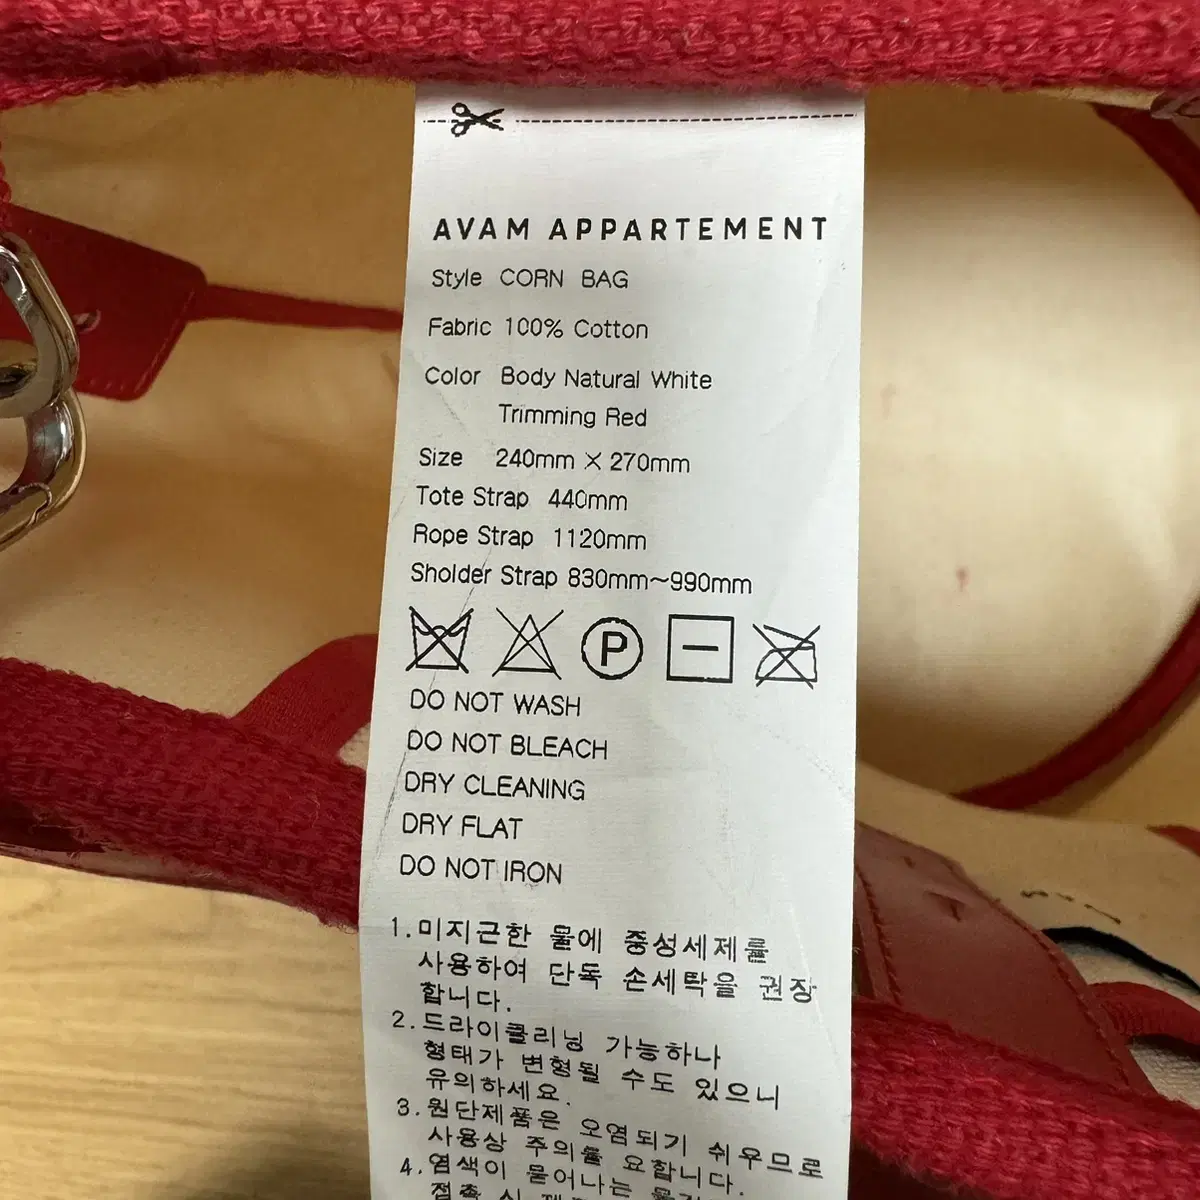 AVAM APPARTEMENT
Style CORN BAG
Fabric 100% Cotton
Color Body Natural White
Trimming Red
Size 240mm × 270mm
Tote Strap 440mm
Rope Strap 1120mm
Sholder Strap 830mm~990mm
P
DO NOT WASH
DO NOT BLEACH
DRY CLEANING
DRY FLAT
DO NOT IRON
1.미지근한 물에 중성세제를
사용하여 단독 손세탁을 권장
합니다.
2.드라이클리닝 가능하나
형태가 변형될 수도 있으니
유의하세요.
3.원단제품은 오염되기 쉬우므로
사용상 주의를 요합니다.
4.염색이 묻어나는
접촉 시